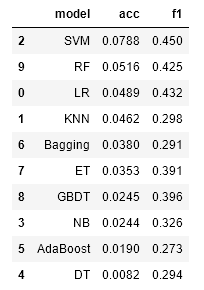 model acc f1
2 SVM 0.0788 0.450
9 RF 0.0516 0.425
0 LR 0.0489 0.432
1 KNN 0.0462 0.298
6 Bagging 0.0380 0.291
7 ET 0.0353 0.391
8 GBDT 0.0245 0.396
3 NB 0.0244 0.326
5 AdaBoost 0.0190 0.273
4 DT 0.0082 0.294